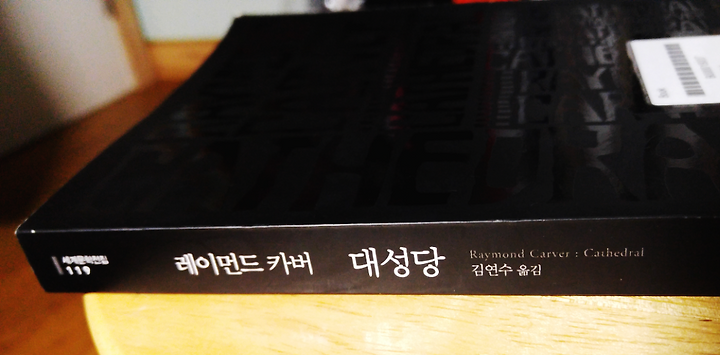 세계문학전집
119
레이먼드 카버
대성당
Raymond Carver : Cathedral
김연수 옮김